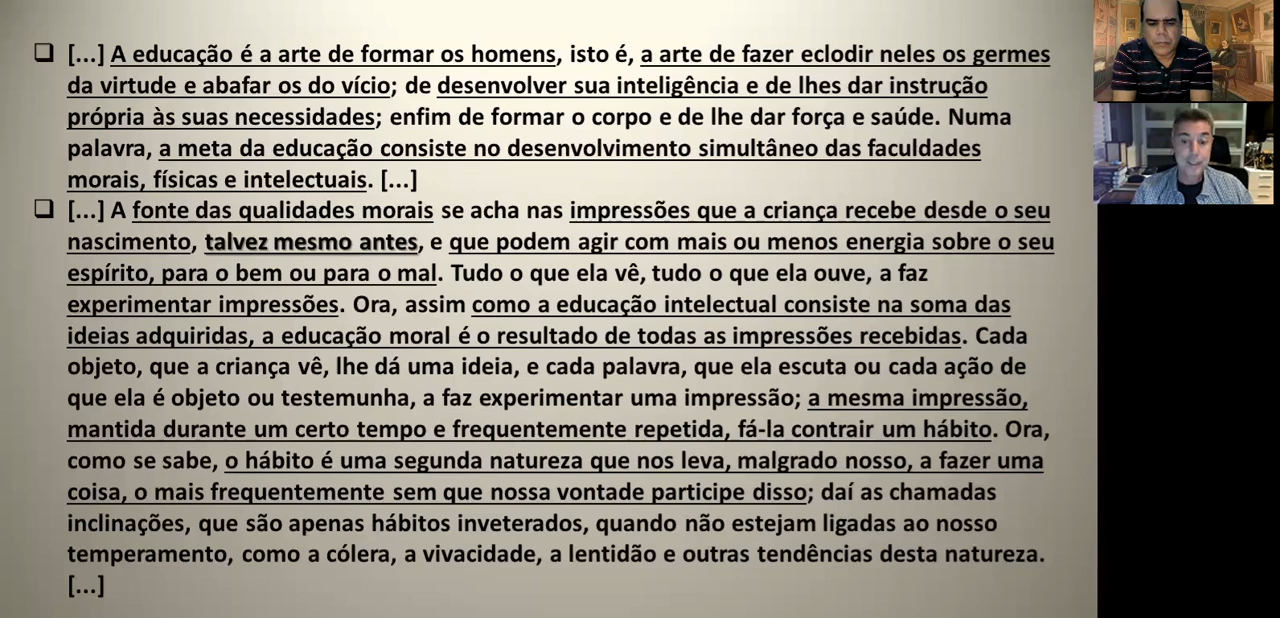 ❑ [...] A educação é a arte de formar os homens, isto é, a arte de fazer eclodir neles os germes
da virtude e abafar os do vício; de desenvolver sua inteligência e de lhes dar instrução
própria às suas necessidades; enfim de formar o corpo e de lhe dar força e saúde. Numa
palavra, a meta da educação consiste no desenvolvimento simultâneo das faculdades
morais, físicas e intelectuais. [...]
❑ [...] A fonte das qualidades morais se acha nas impressões que a criança recebe desde o seu
nascimento, talvez mesmo antes, e que podem agir com mais ou menos energia sobre o seu
espírito, para o bem ou para o mal. Tudo o que ela vê, tudo o que ela ouve, a faz
experimentar impressões. Ora, assim como a educação intelectual consiste na soma das
ideias adquiridas, a educação moral é o resultado de todas as impressões recebidas. Cada
objeto, que a criança vê, lhe dá uma ideia, e cada palavra, que ela escuta ou cada ação de
que ela é objeto ou testemunha, a faz experimentar uma impressão; a mesma impressão,
mantida durante um certo tempo e frequentemente repetida, fá-la contrair um hábito. Ora,
como se sabe, o hábito é uma segunda natureza que nos leva, malgrado nosso, a fazer uma
coisa, o mais frequentemente sem que nossa vontade participe disso; daí as chamadas
inclinações, que são apenas hábitos inveterados, quando não estejam ligadas ao nosso
temperamento, como a cólera, a vivacidade, a lentidão e outras tendências desta natureza.
[...]